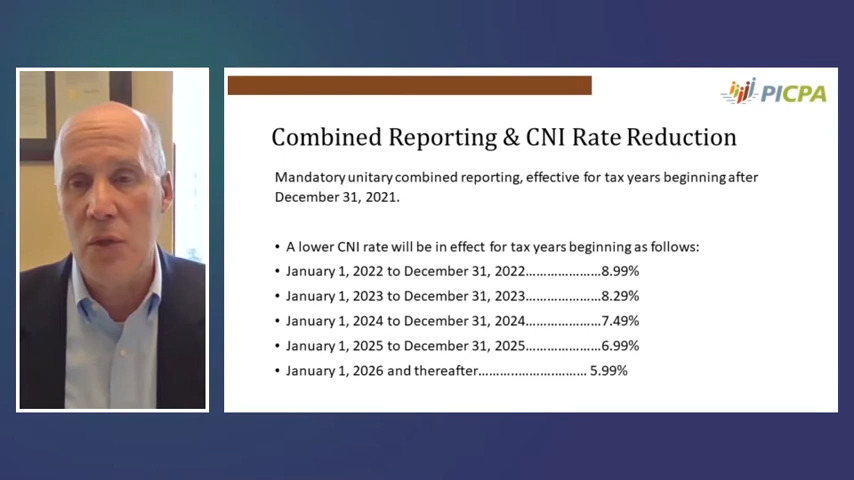 PICPA
Combined Reporting & CNI Rate Reduction
Mandatory unitary combined reporting, effective for tax years beginning after
December 31, 2021.
• A lower CNI rate will be in effect for tax years beginning as follows:
• January 1, 2022 to December 31, 2022.....................8.99%
• January 1, 2023 to December 31, 2023.....................8.29%
• January 1, 2024 to December 31, 2024.....................7.49%
• January 1, 2025 to December 31, 2025.....................6.99%
• January 1, 2026 and thereafter.............................. 5.99%